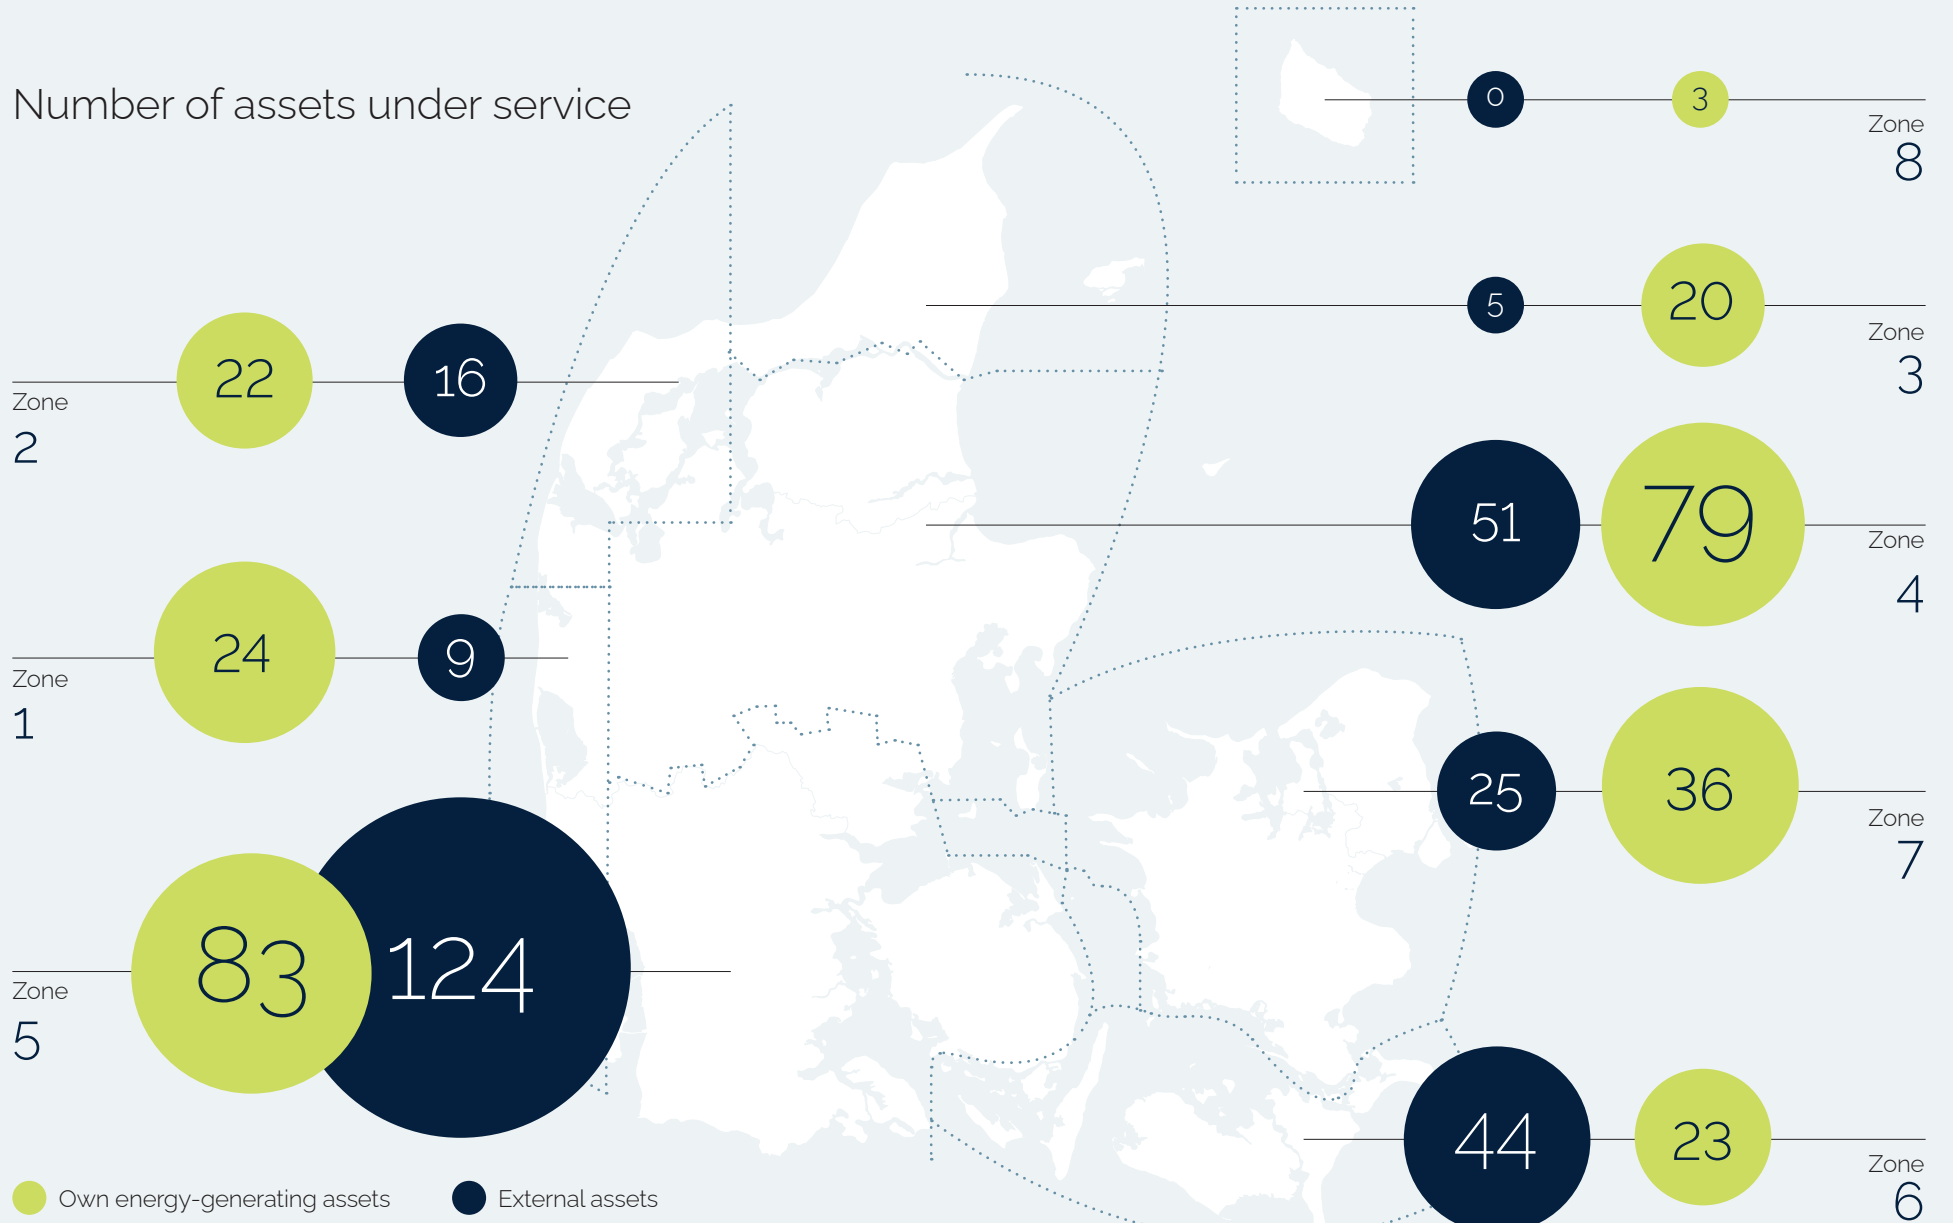 Number of assets under service
0
3
Zone
8
5
20
Zone
3
22
16
Zone
2
51
79
Zone
4
24
9
Zone
1
25
36
Zone
7
83
124
Zone
5
44
23
Zone
6
Own energy-generating assets
External assets